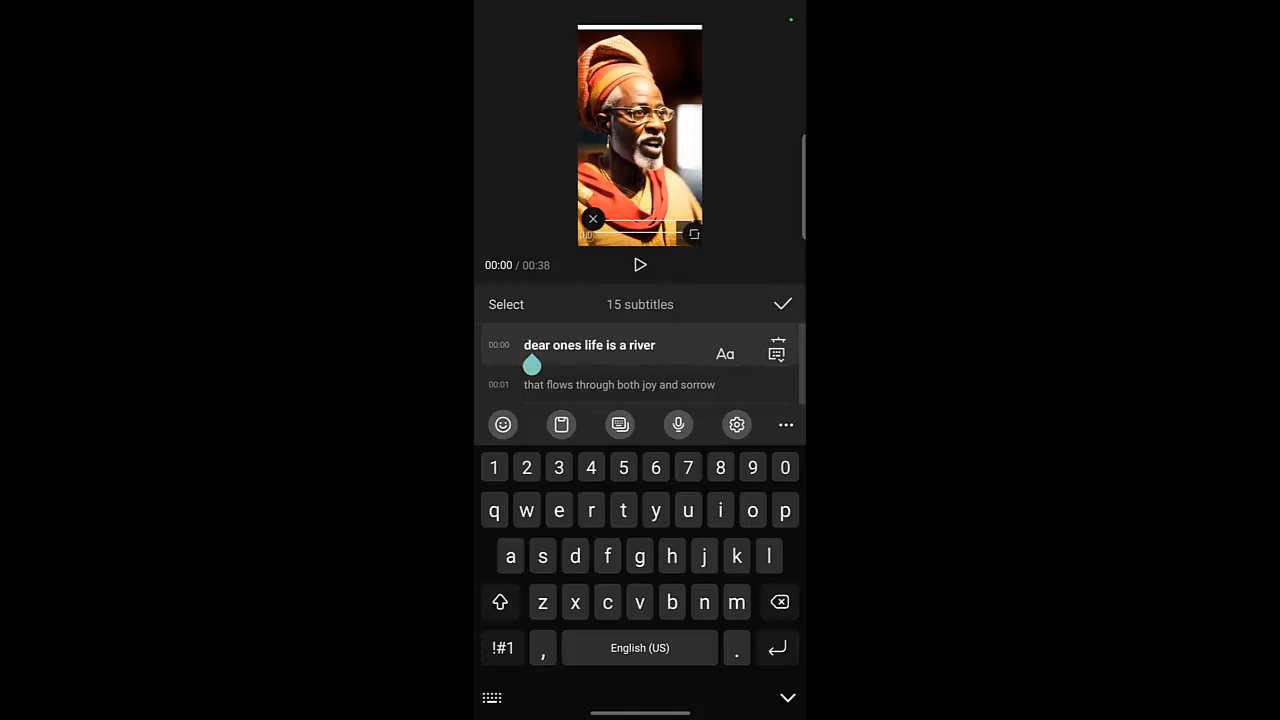 00:00 / 00:38
Select 15 subtitles
00:00 dear ones life is a river
Aa
00:01 that flows through both joy and sorrow
1 2 3 4 5 6 7 8 9 0
q w e r t y u i o p
a s d f g h j k l
z x c v b n m
!#1 , English (US) .